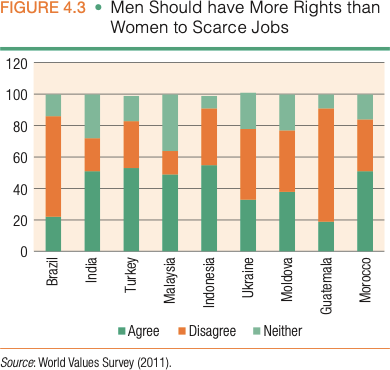 FIGURE 4.3 • Men Should have More Rights than
Women to Scarce Jobs
120
100
80
60
40
20
0
Brazil
India
Turkey
Malaysia
Indonesia
Ukraine
Moldova
Guatemala
Morocco
Agree Disagree Neither
Source: World Values Survey (2011).